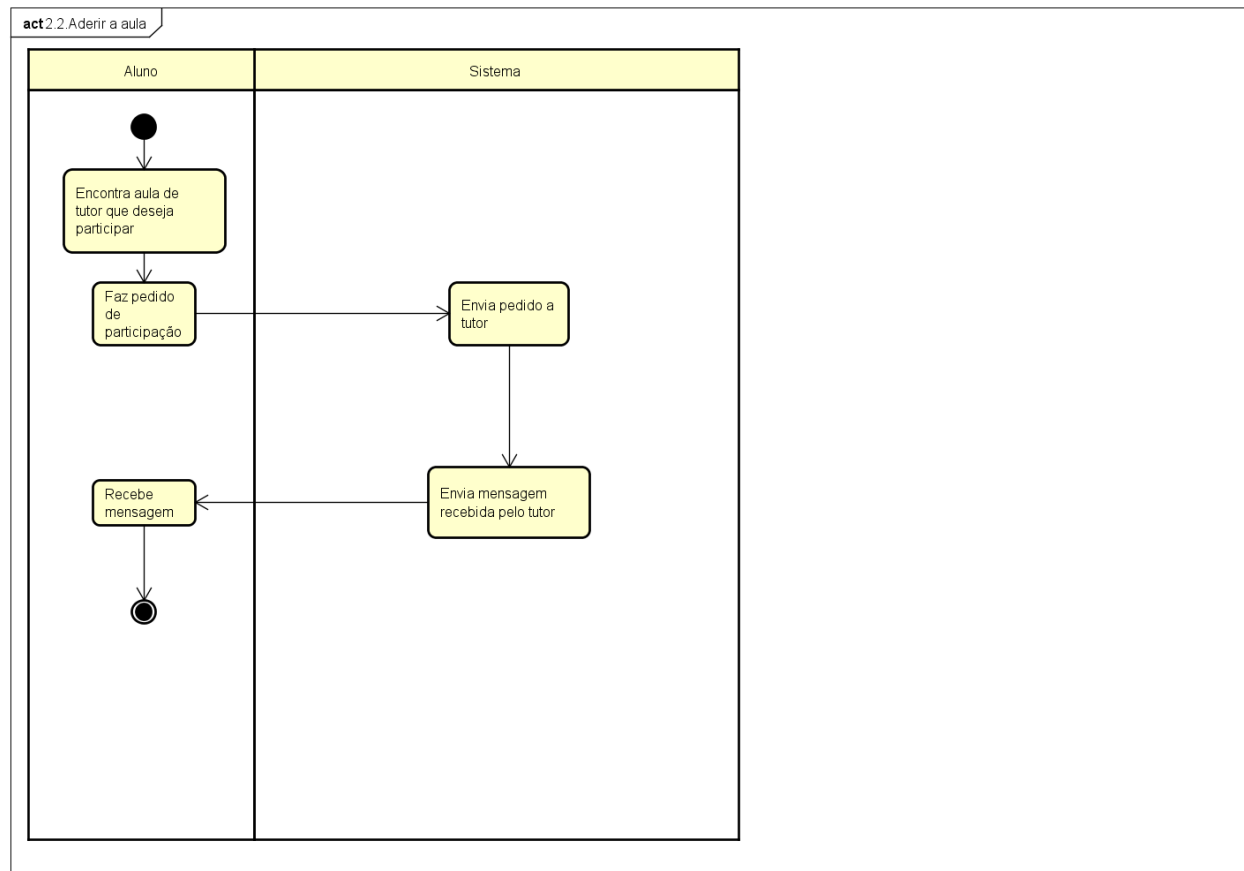 act 2.2.Aderir a aula
Aluno
Sistema
Encontra aula de
tutor que deseja
participar
Faz pedido
de
participação
Envia pedido a
tutor
Recebe
mensagem
Envia mensagem
recebida pelo tutor